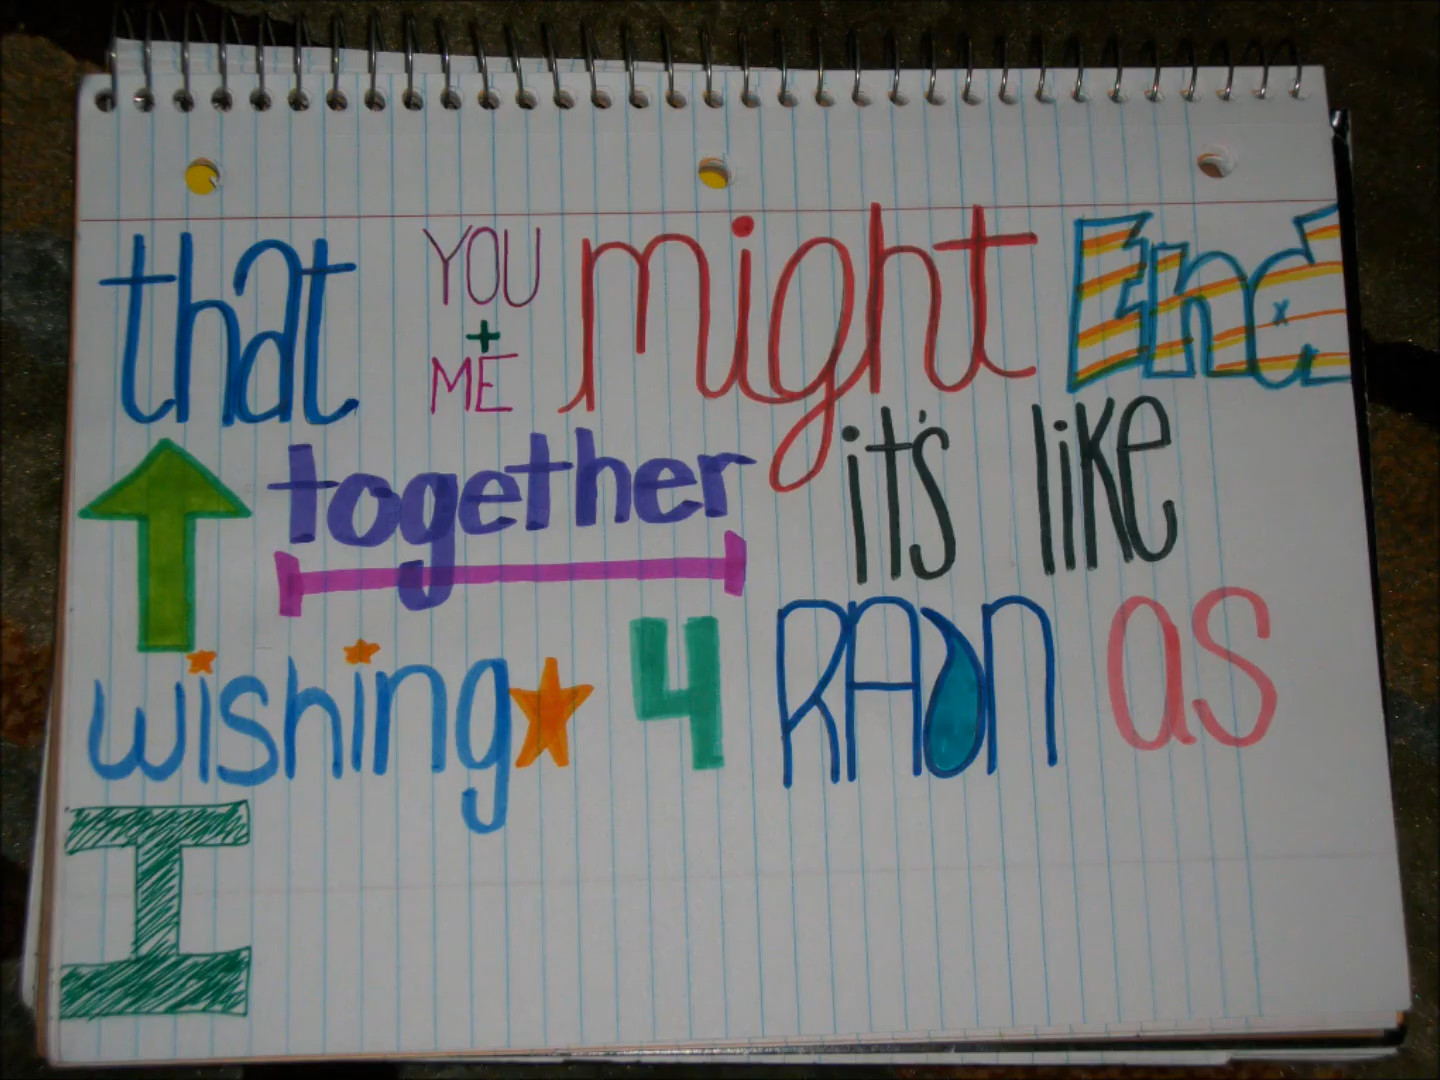 that YOU + ME might End
↑ together it's like
wishing 4 RAIN as
I